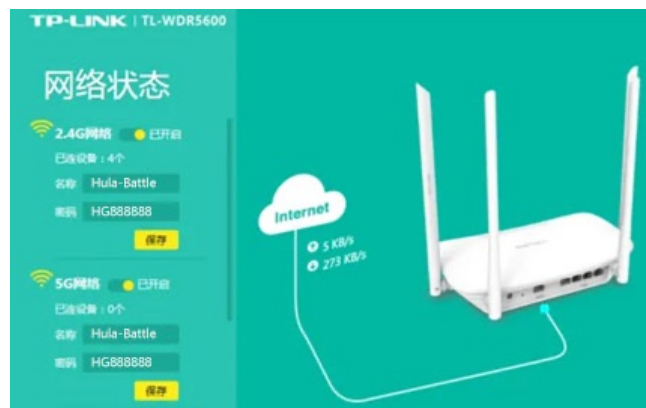 TP-LINK | TL-WDR5600
网络状态
2.4G网络 已开启
已连设备：4个
名称 Hula-Battle
密码 HG888888
保存
5G网络 已开启
已连设备：0个
名称 Hula-Battle
密码 HG888888
保存
Internet
5 KB/s
273 KB/s